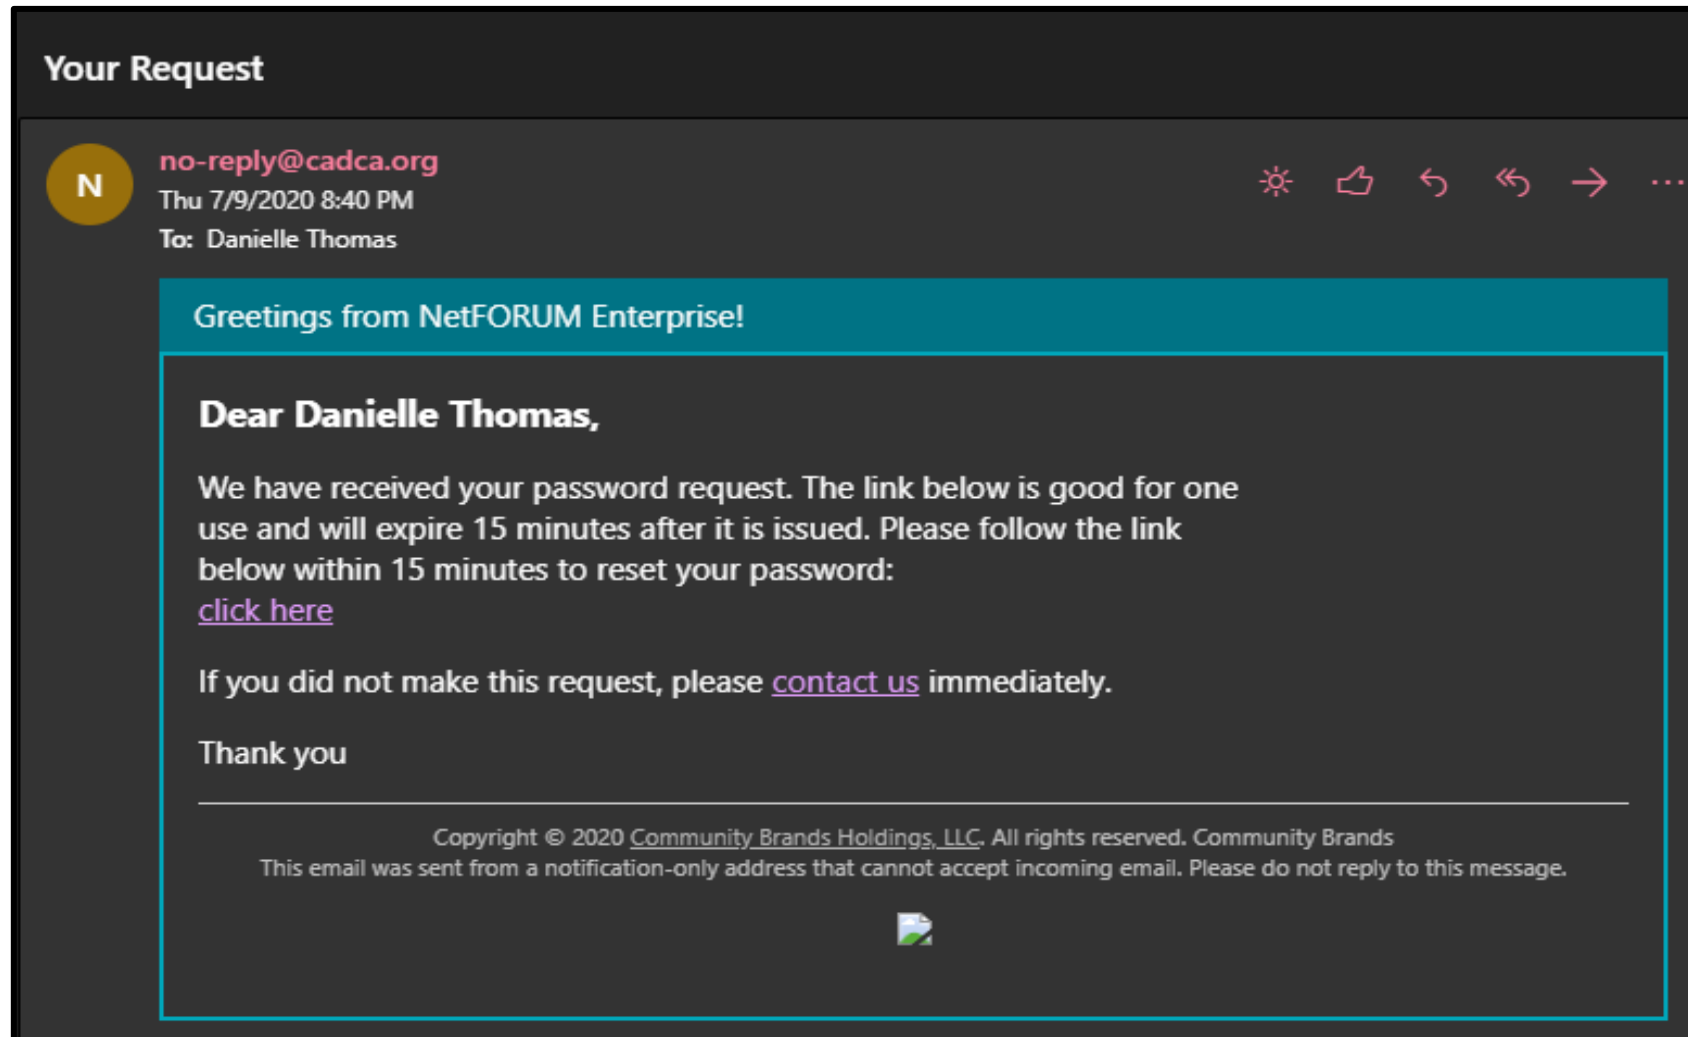 Your Request
N
no-reply@cadca.org
Thu 7/9/2020 8:40 PM
To: Danielle Thomas
Greetings from NetFORUM Enterprise!
Dear Danielle Thomas,
We have received your password request. The link below is good for one
use and will expire 15 minutes after it is issued. Please follow the link
below within 15 minutes to reset your password:
click here
If you did not make this request, please contact us immediately.
Thank you
Copyright © 2020 Community Brands Holdings, LLC. All rights reserved. Community Brands
This email was sent from a notification-only address that cannot accept incoming email. Please do not reply to this message.